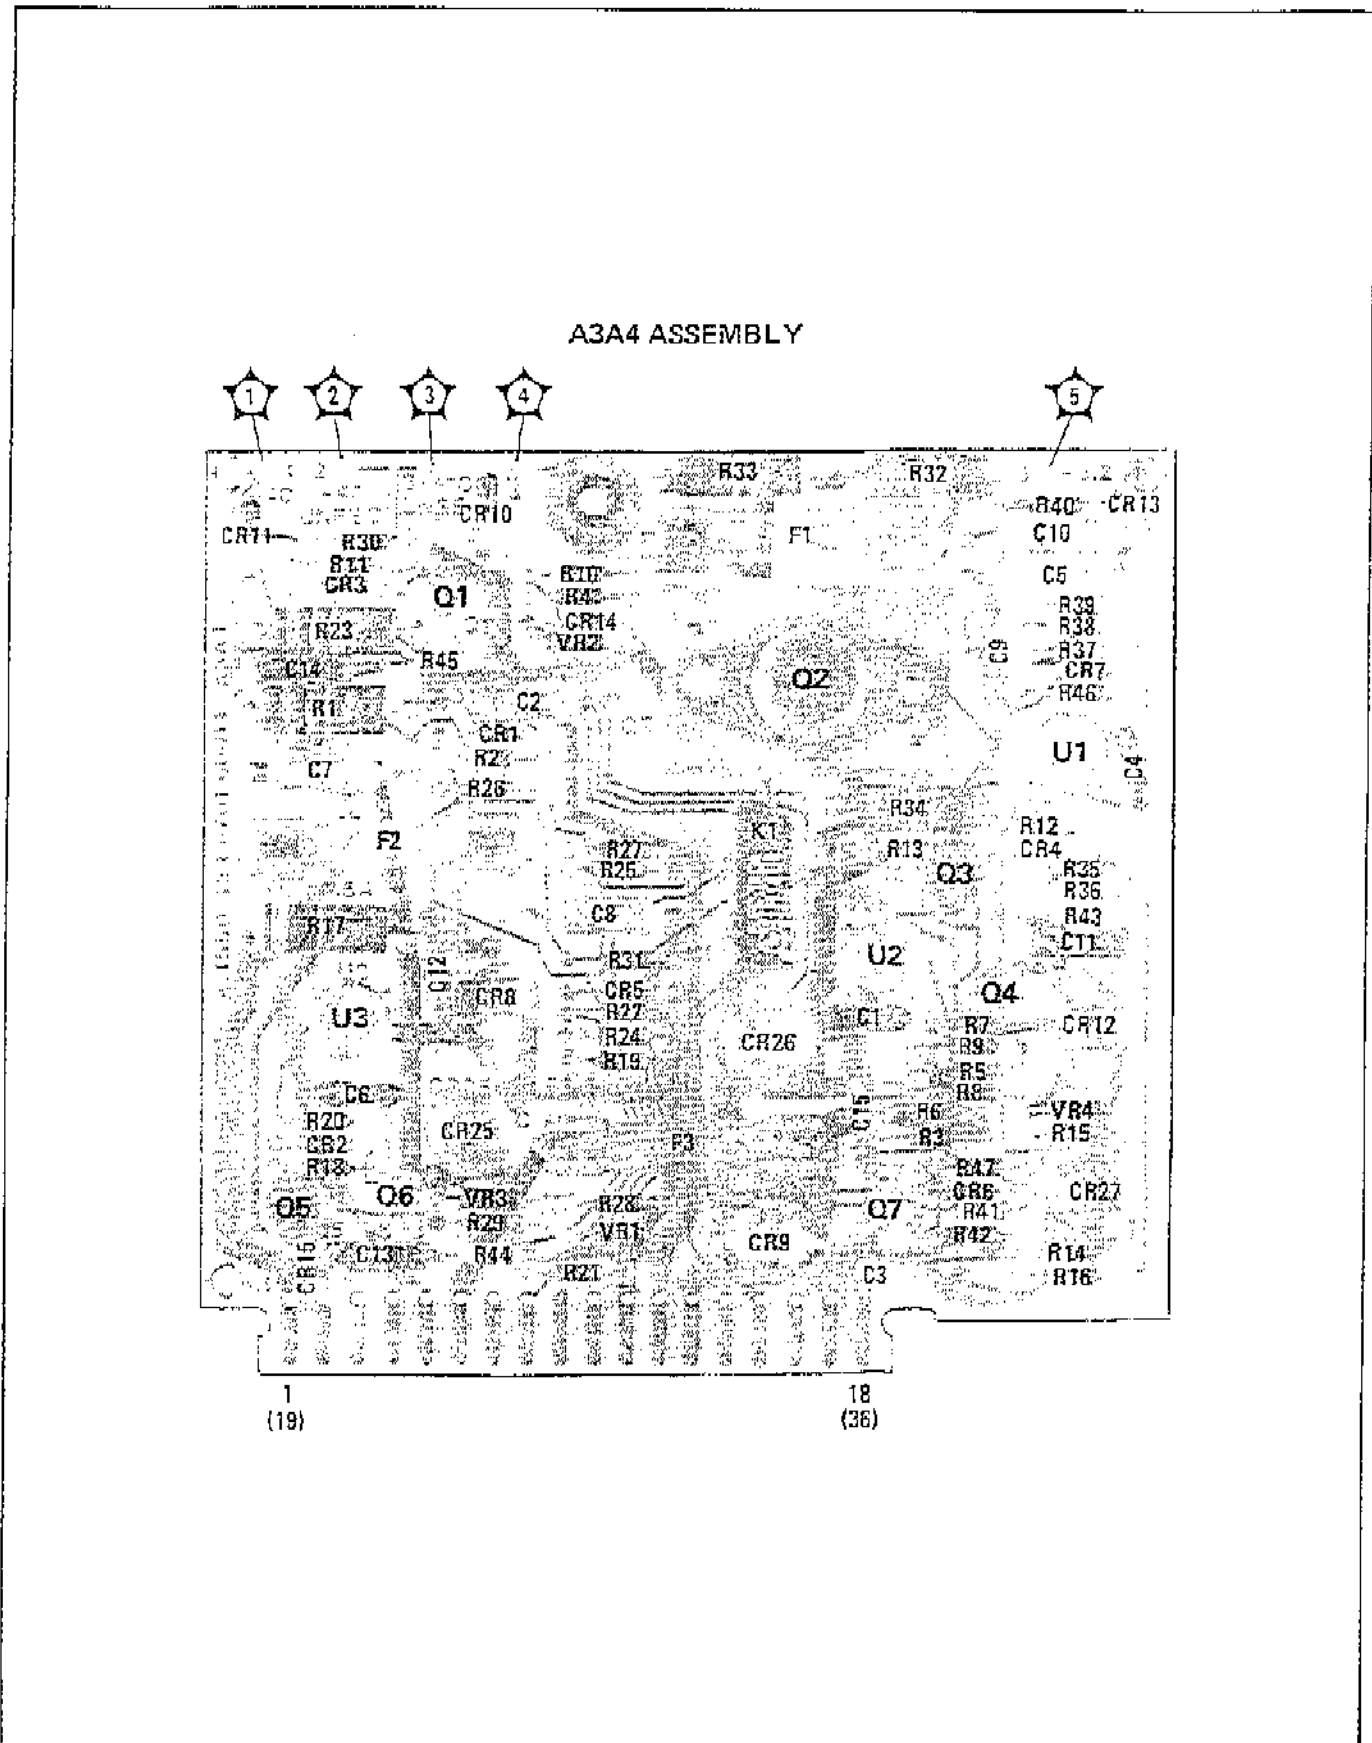 A3A4 ASSEMBLY
1 2 3 4 5
R33 R32
CR10 R40 CR13
CR11 F1 C10
R30
R11 R10 C5
CR3 Q1 R4? R39
R23 CR14 R38
VR2 R37
C14 R45 Q2 C9 CR7
R1 C2 R46
CR1 U1
C7 R2 C4
R26 R34
K1 R12
F2 R27 R13 CR4
R25 Q3 R35
R36
R17 C8 R43
C11
C12 R31 U2
CR8 CR5 Q4
U3 R22 C1 R7 CR12
R24 CR26 R9
R19 R5
C6 R8
R20 CR25 R6 C15 VR4
CR2 F3 R3 R15
R18 R47
Q5 Q6 VR3 R28 Q7 CR6 CR27
R29 VR1 R41
C13 R44 CR9 R42 R14
CR15 R21 C3 R16
1 18
(19) (36)